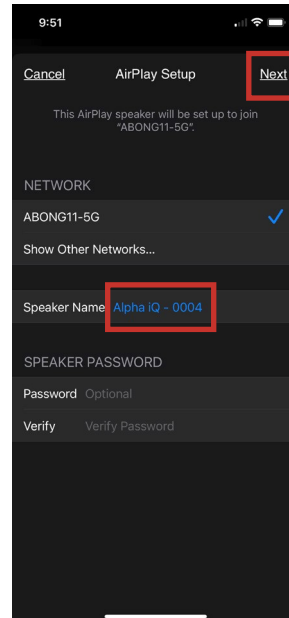 9:51
Cancel AirPlay Setup Next
This AirPlay speaker will be set up to join
"ABONG11-5G".
NETWORK
ABONG11-5G
Show Other Networks...
Speaker Name Alpha iQ - 0004
SPEAKER PASSWORD
Password Optional
Verify Verify Password